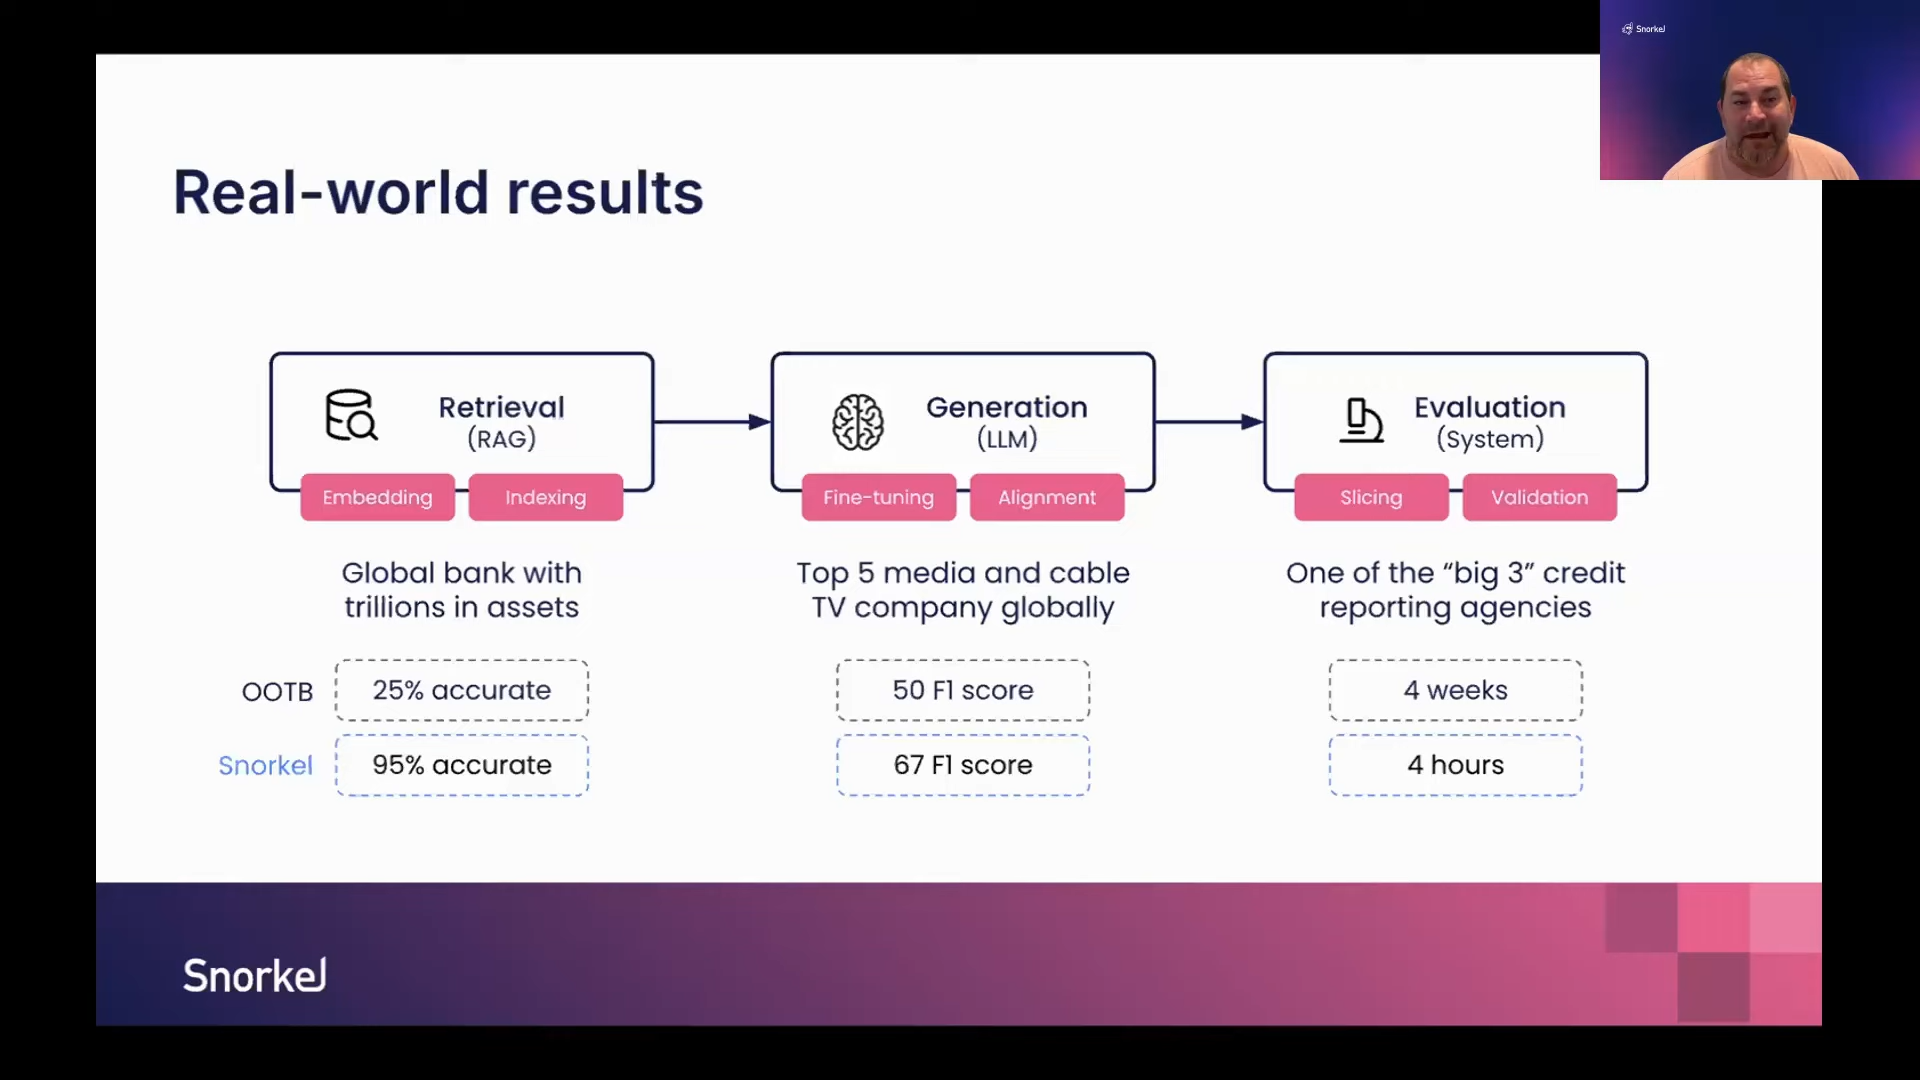 Snorkel
Real-world results
Retrieval
(RAG)
Embedding
Indexing
Generation
(LLM)
Fine-tuning
Alignment
Evaluation
(System)
Slicing
Validation
Global bank with
trillions in assets
Top 5 media and cable
TV company globally
One of the “big 3” credit
reporting agencies
OOTB
25% accurate
50 F1 score
4 weeks
Snorkel
95% accurate
67 F1 score
4 hours
Snorkel